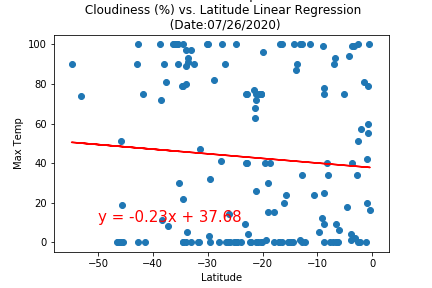 Cloudiness (%) vs. Latitude Linear Regression
(Date:07/26/2020)
100
80
60
40
20
0
Max Temp
y = -0.23x + 37.68
−50
−40
−30
−20
−10
0
Latitude